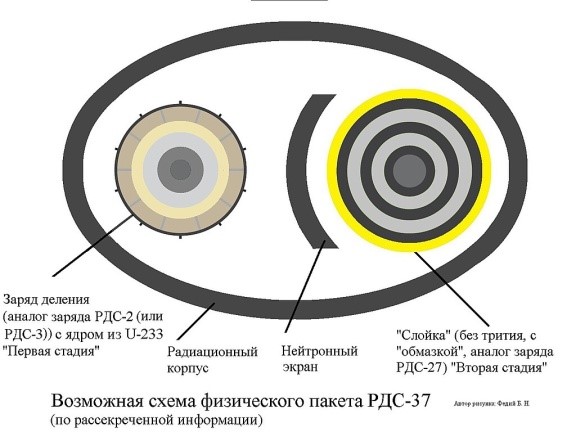 Заряд деления
(аналог заряда РДС-2 (или
РДС-3)) с ядром из U-233
"Первая стадия"
Радиационный
корпус
Нейтронный
экран
"Слойка" (без трития, с
"обмазкой", аналог заряда
РДС-27) "Вторая стадия"
Возможная схема физического пакета РДС-37
(по рассекреченной информации)
Автор рисунка: Федий В. Н.